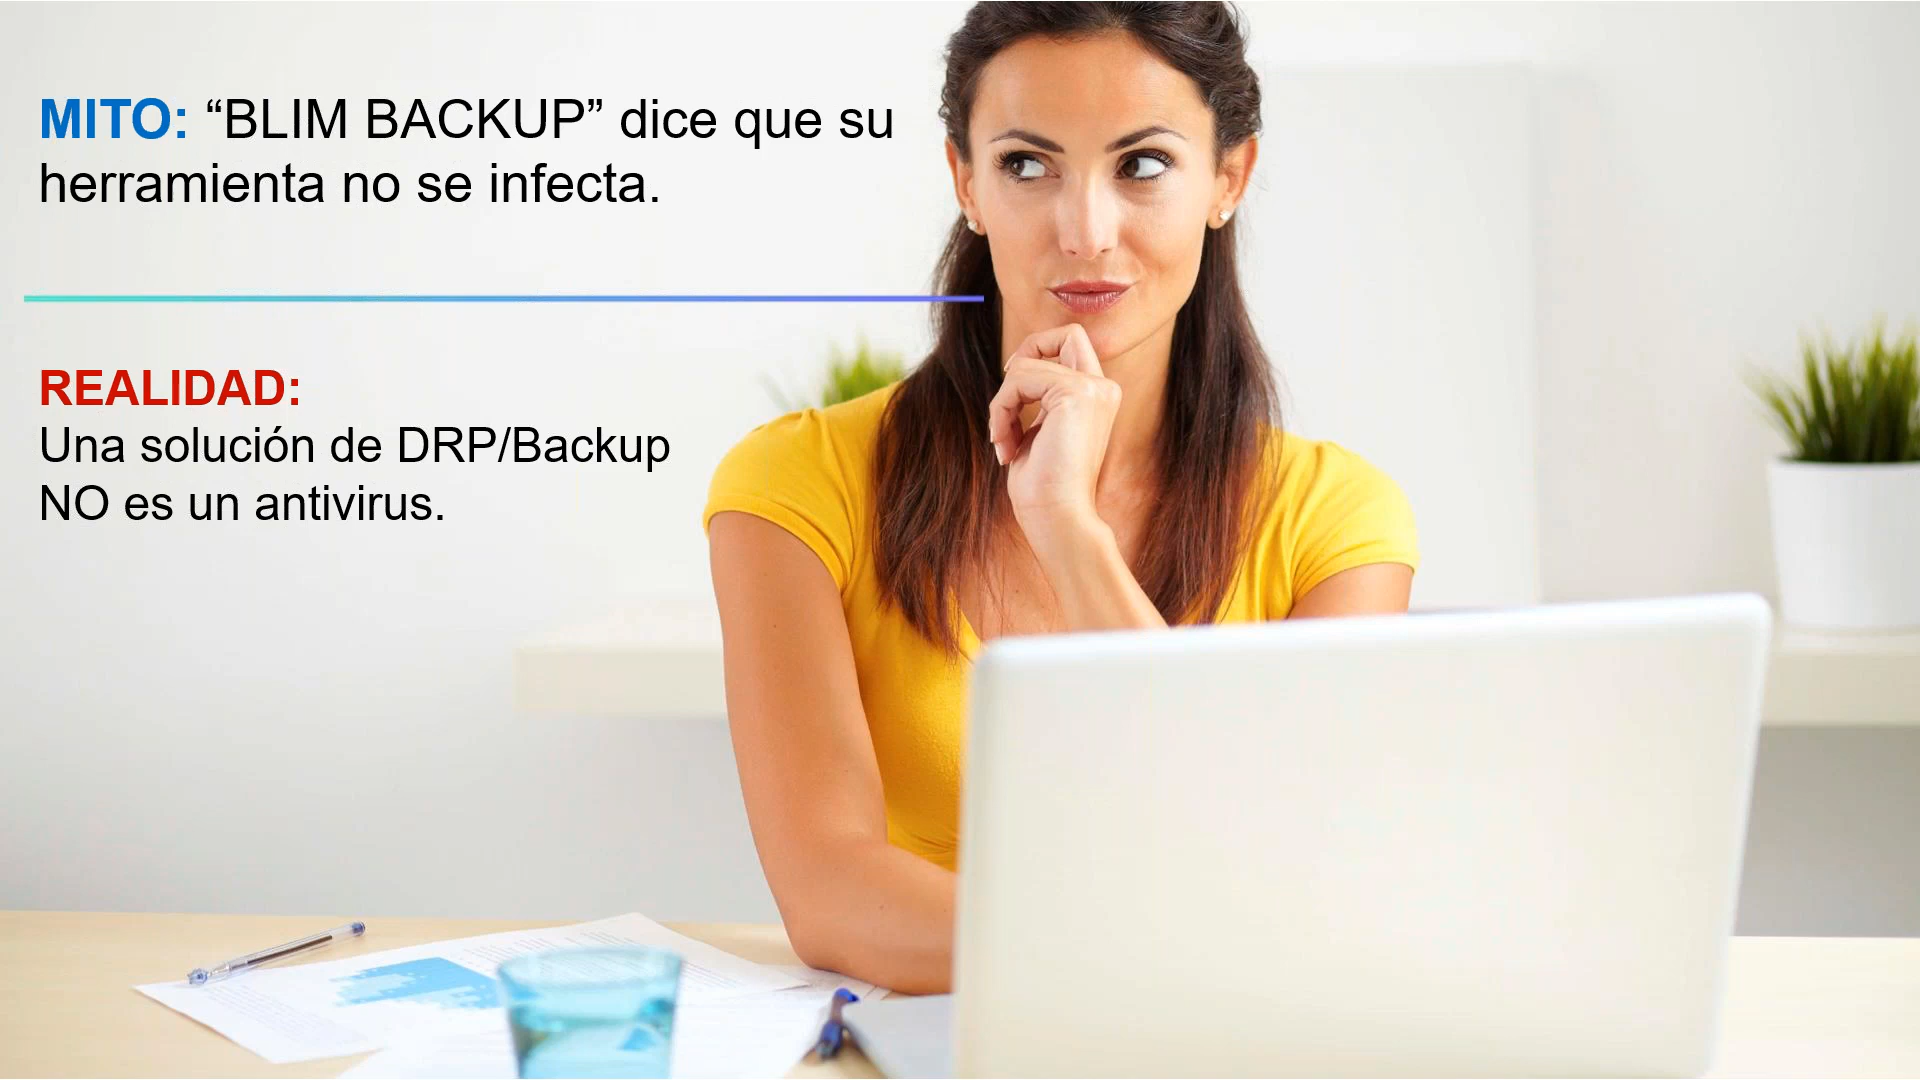 MITO: “BLIM BACKUP” dice que su
herramienta no se infecta.
REALIDAD:
Una solución de DRP/Backup
NO es un antivirus.